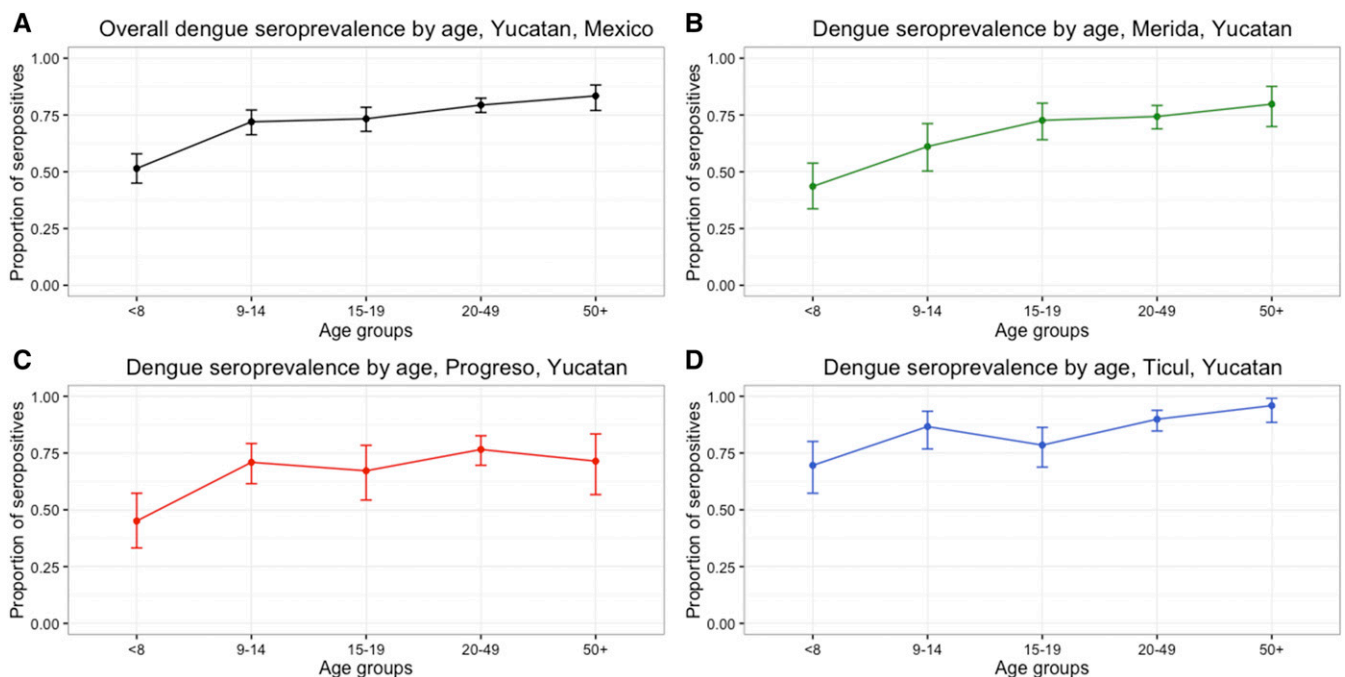 A
Overall dengue seroprevalence by age, Yucatan, Mexico
Proportion of seropositives
1.00
0.75
0.50
0.25
0.00
<8 9-14 15-19 20-49 50+
Age groups
B
Dengue seroprevalence by age, Merida, Yucatan
Proportion of seropositives
1.00
0.75
0.50
0.25
0.00
<8 9-14 15-19 20-49 50+
Age groups
C
Dengue seroprevalence by age, Progreso, Yucatan
Proportion of seropositives
1.00
0.75
0.50
0.25
0.00
<8 9-14 15-19 20-49 50+
Age groups
D
Dengue seroprevalence by age, Ticul, Yucatan
Proportion of seropositives
1.00
0.75
0.50
0.25
0.00
<8 9-14 15-19 20-49 50+
Age groups